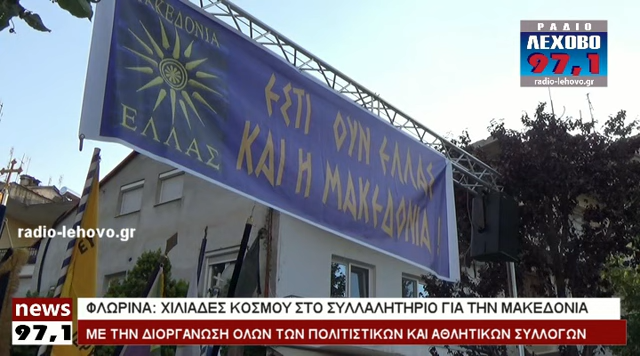 ΜΑΚΕΔΟΝΙΑ
ΕΛΛΑΣ
ΕΣΤΙ ΟΥΝ ΕΛΛΑΣ
ΚΑΙ Η ΜΑΚΕΔΟΝΙΑ !
ΡΑΔΙΟ
ΛΕΧΟΒΟ
97,1
radio-lehovo.gr
radio-lehovo.gr
news
97,1
ΦΛΩΡΙΝΑ: ΧΙΛΙΑΔΕΣ ΚΟΣΜΟΥ ΣΤΟ ΣΥΛΛΑΛΗΤΗΡΙΟ ΓΙΑ ΤΗΝ ΜΑΚΕΔΟΝΙΑ
ΜΕ ΤΗΝ ΔΙΟΡΓΑΝΩΣΗ ΟΛΩΝ ΤΩΝ ΠΟΛΙΤΙΣΤΙΚΩΝ ΚΑΙ ΑΘΛΗΤΙΚΩΝ ΣΥΛΛΟΓΩΝ